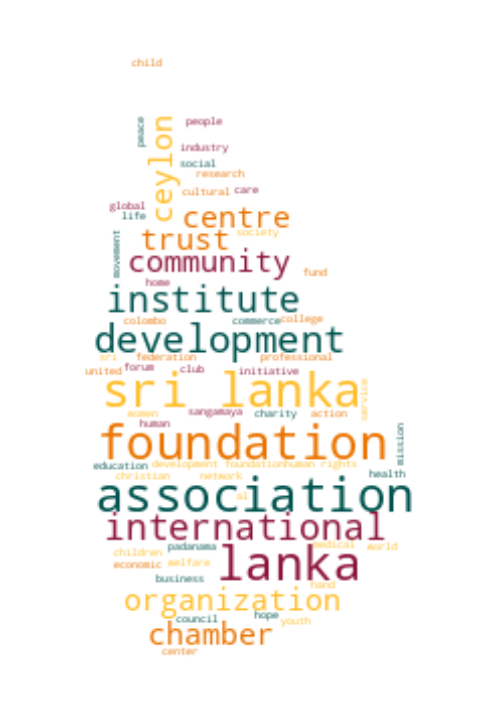 child
peace
ceylon
people
industry
social
research
cultural care
global
life
centre
trust society
movement
community
home fund
institute
colombo commerce college
development
sri federation professional
united forum club initiative
sri lanka
service
women sangamaya charity action
human
foundation
mission
education development foundation human rights
christian network health
al
association
international
padanama medical world
children
lanka
economic welfare
business hand
organization
council hope youth
chamber
center